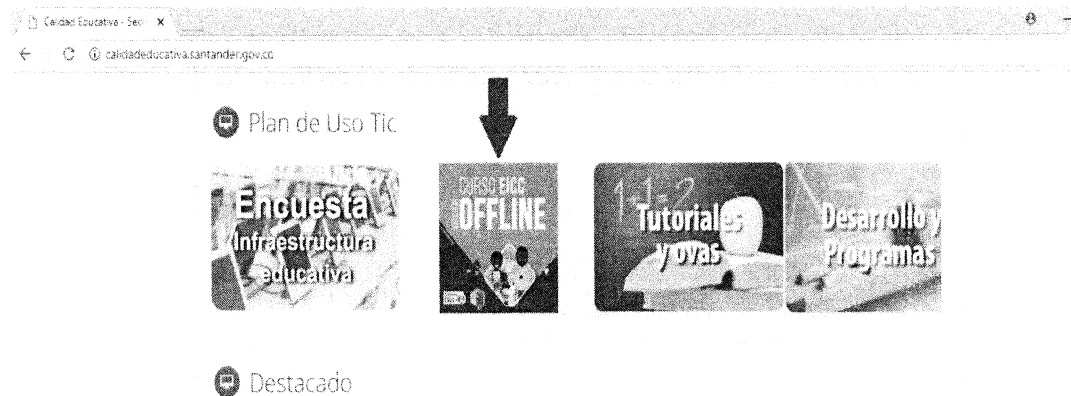 Calidad Educativa - Sec
calidadeducativa.santander.gov.co
Plan de Uso Tic
Encuesta
Infraestructura
educativa
CURSO EICC
OFFLINE
1+1=2
Tutoriales
y ovas
Desarrollo y
Programas
Destacado